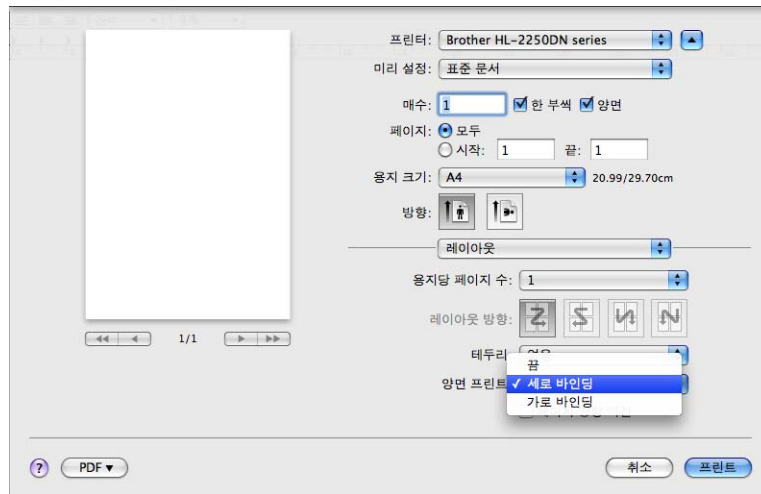 프린터: Brother HL-2250DN series
미리 설정: 표준 문서
매수: 1 한 부씩 양면
페이지: 모두
시작: 1 끝: 1
용지 크기: A4 20.99/29.70cm
방향:
레이아웃
용지당 페이지 수: 1
레이아웃 방향:
1/1
테두리
끔
양면 프린트 ✓ 세로 바인딩
가로 바인딩
? PDF ▼ 취소 프린트